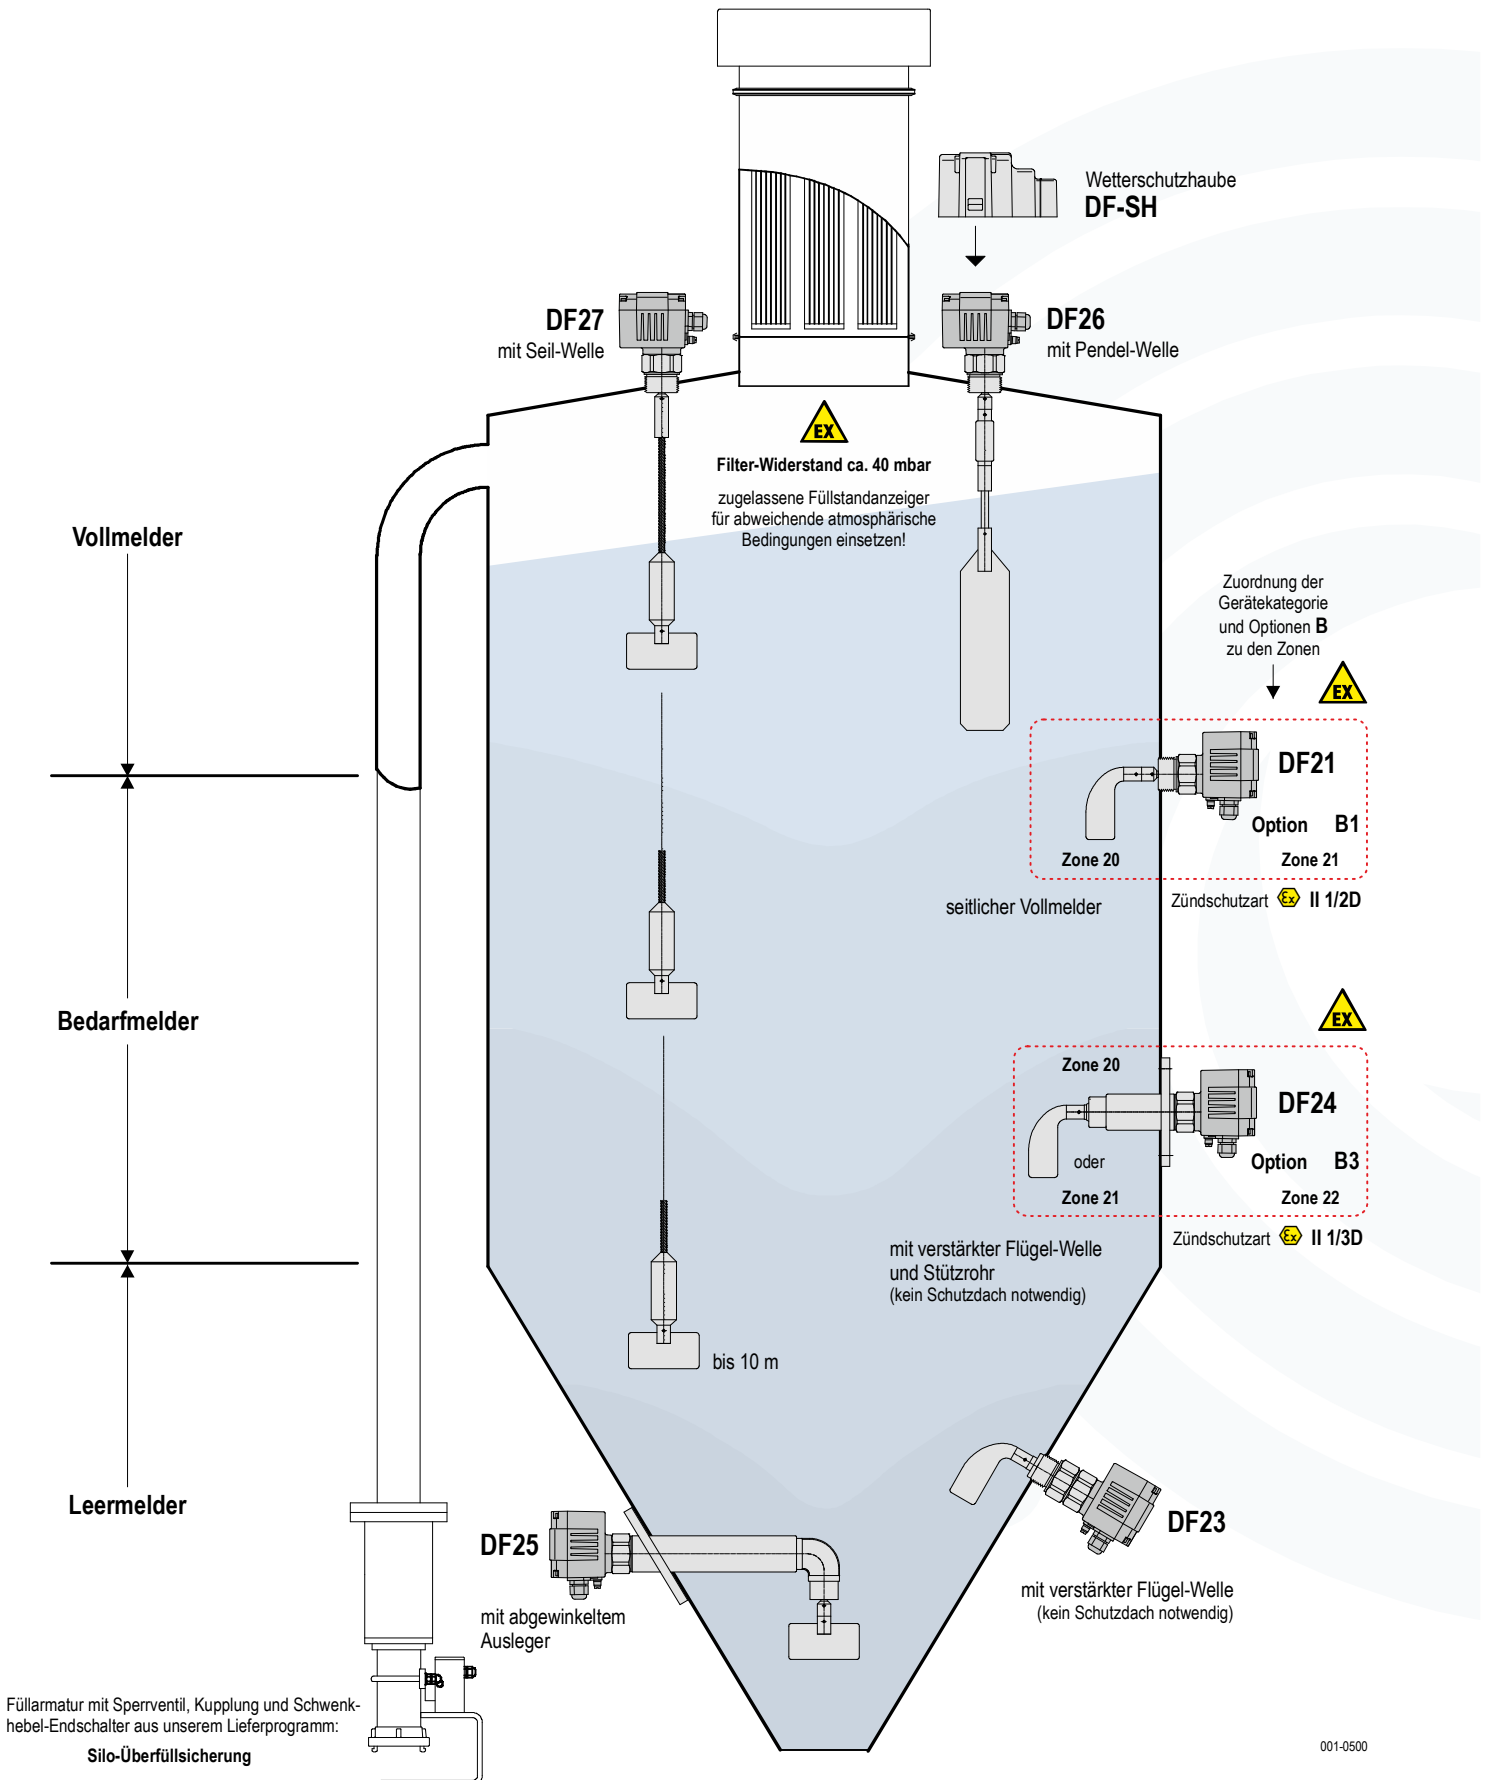 Wetterschutzhaube
DF-SH
DF27
mit Seil-Welle
DF26
mit Pendel-Welle
EX
Filter-Widerstand ca. 40 mbar
zugelassene Füllstandanzeiger
für abweichende atmosphärische
Bedingungen einsetzen!
Vollmelder
Zuordnung der
Gerätekategorie
und Optionen B
zu den Zonen
EX
DF21
Option B1
Zone 20 Zone 21
seitlicher Vollmelder
Zündschutzart Ex II 1/2D
Bedarfmelder
EX
Zone 20
DF24
oder
Option B3
Zone 21 Zone 22
Zündschutzart Ex II 1/3D
mit verstärkter Flügel-Welle
und Stützrohr
(kein Schutzdach notwendig)
bis 10 m
Leermelder
DF25
mit abgewinkeltem
Ausleger
DF23
mit verstärkter Flügel-Welle
(kein Schutzdach notwendig)
Füllarmatur mit Sperrventil, Kupplung und Schwenk-
hebel-Endschalter aus unserem Lieferprogramm:
Silo-Überfüllsicherung
001-0500